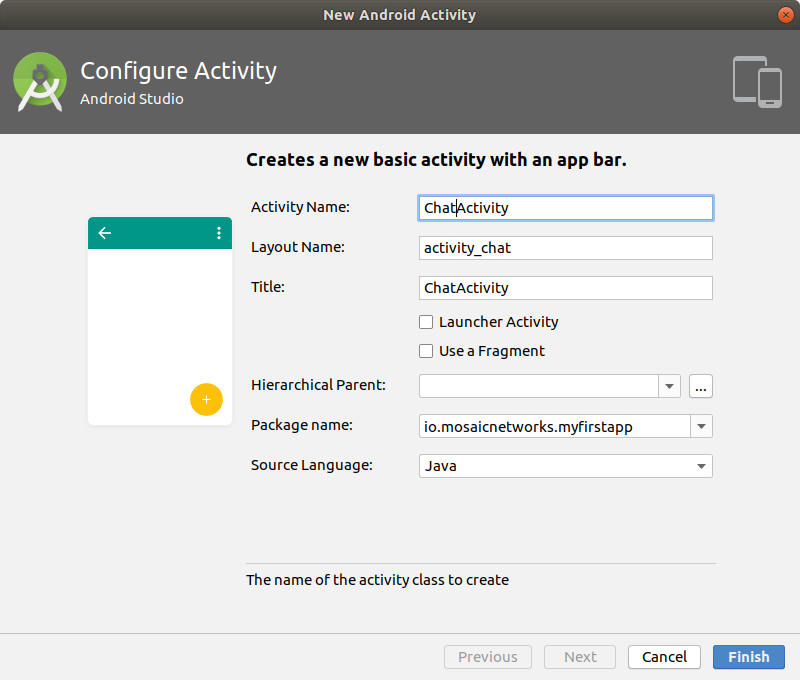 New Android Activity
Configure Activity
Android Studio
Creates a new basic activity with an app bar.
Activity Name: ChatActivity
Layout Name: activity_chat
Title: ChatActivity
Launcher Activity
Use a Fragment
Hierarchical Parent: ...
Package name: io.mosaicnetworks.myfirstapp
Source Language: Java
The name of the activity class to create
Previous Next Cancel Finish